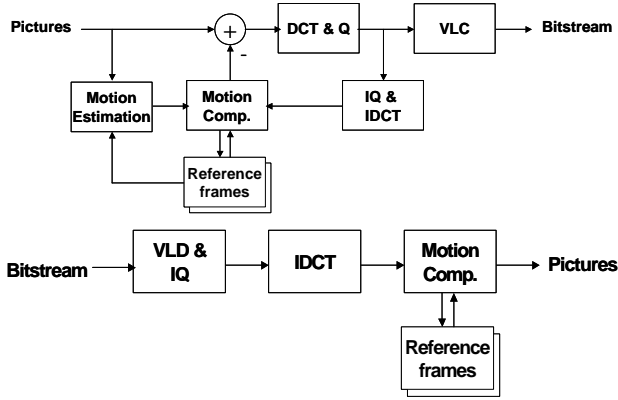 Pictures
+
-
DCT & Q
VLC
Bitstream
Motion
Estimation
Motion
Comp.
IQ &
IDCT
Reference
frames
Bitstream
VLD &
IQ
IDCT
Motion
Comp.
Pictures
Reference
frames